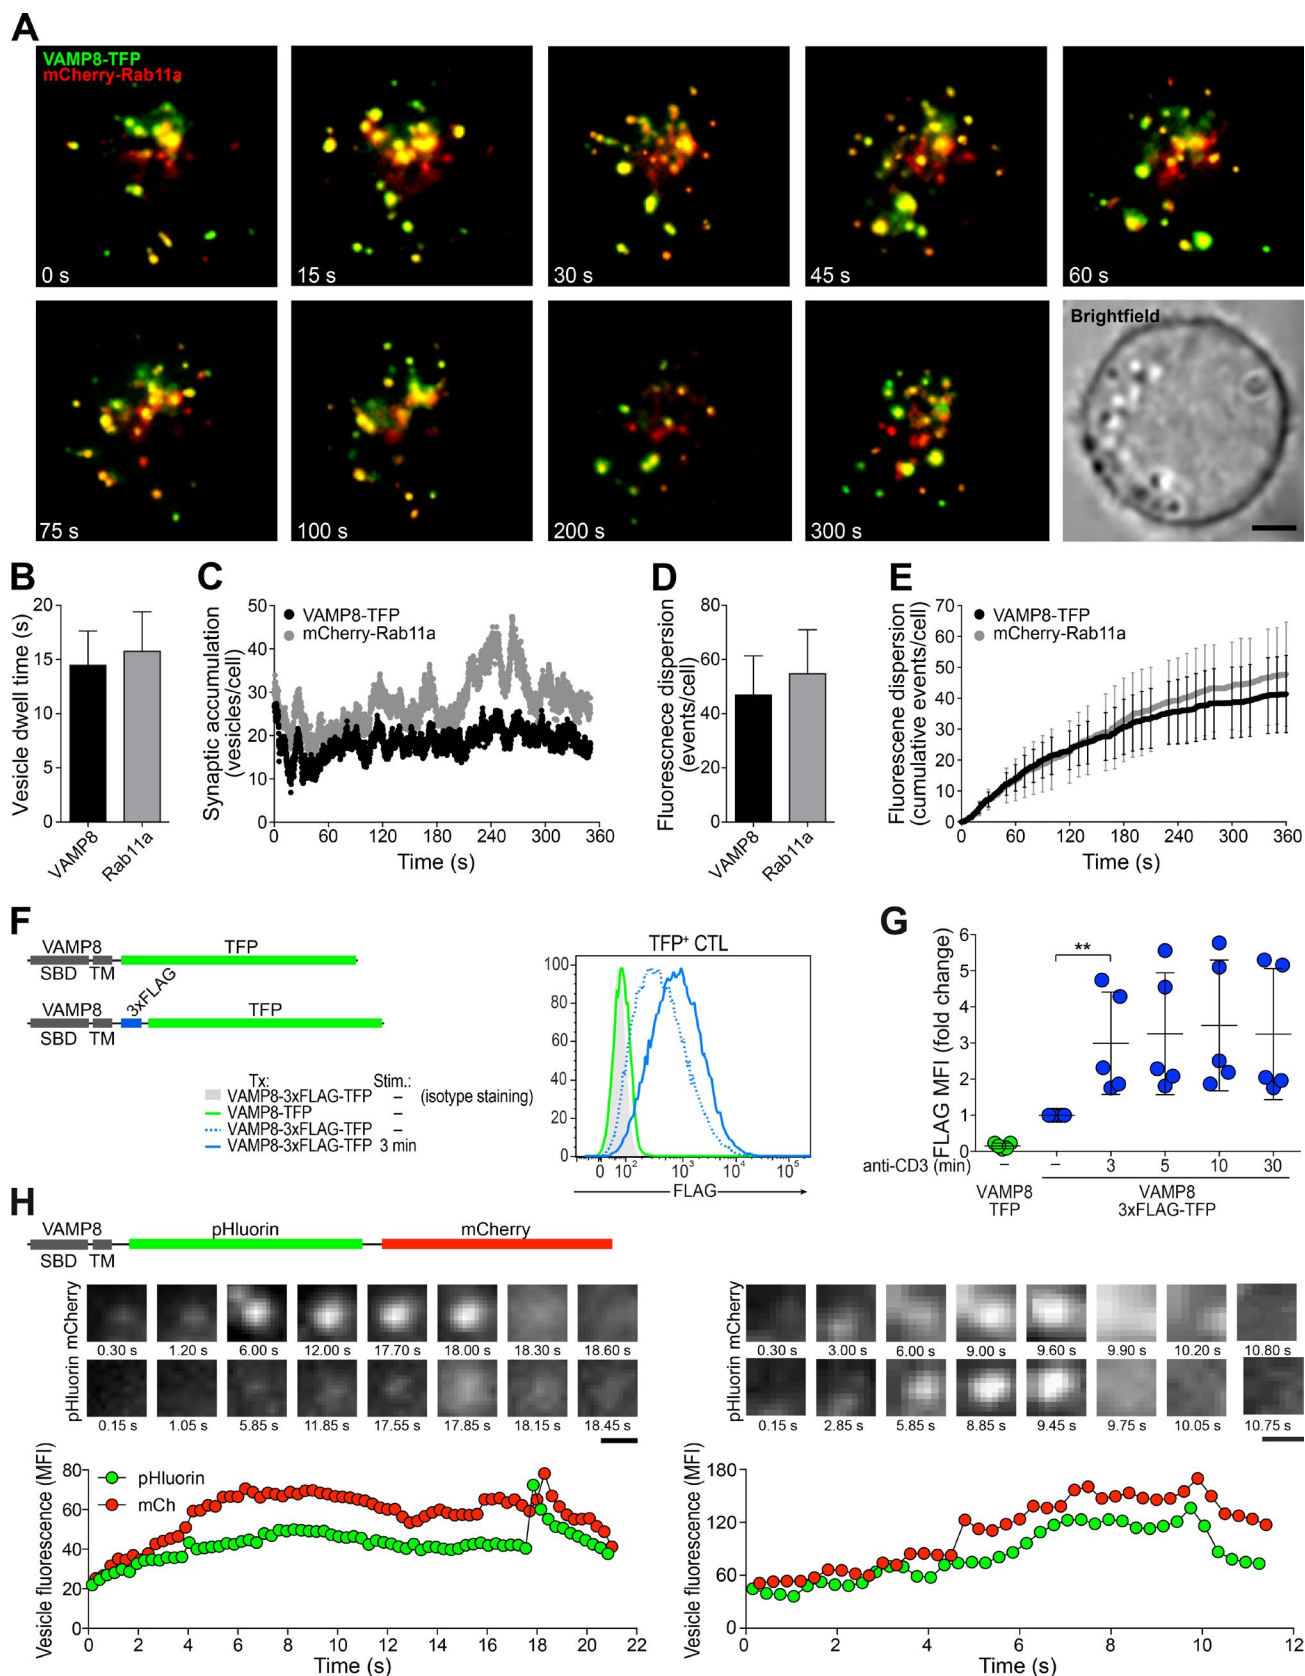 A
VAMP8-TFP
mCherry-Rab11a
0 s
15 s
30 s
45 s
60 s
75 s
100 s
200 s
300 s
Brightfield
B
Vesicle dwell time (s)
20
15
10
5
0
VAMP8
Rab11a
C
Synaptic accumulation
(vesicles/cell)
VAMP8-TFP
mCherry-Rab11a
50
40
30
20
10
0
0 60 120 180 240 300 360
Time (s)
D
Fluoresecnece dispersion
(events/cell)
80
60
40
20
0
VAMP8
Rab11a
E
Fluorescene dispersion
(cumulative events/cell)
VAMP8-TFP
mCherry-Rab11a
70
60
50
40
30
20
10
0
0 60 120 180 240 300 360
Time (s)
F
VAMP8 TFP
SBD TM
3xFLAG
VAMP8 TFP
SBD TM
Tx: Stim.:
VAMP8-3xFLAG-TFP – (isotype staining)
VAMP8-TFP –
VAMP8-3xFLAG-TFP –
VAMP8-3xFLAG-TFP 3 min
TFP+ CTL
100
80
60
40
20
0
0 10² 10³ 10⁴ 10⁵
FLAG
G
FLAG MFI (fold change)
6
5
4
3
2
1
0
**
anti-CD3 (min) – – 3 5 10 30
VAMP8
TFP
VAMP8
3xFLAG-TFP
H
VAMP8 pHluorin mCherry
SBD TM
mCherry
0.30 s 1.20 s 6.00 s 12.00 s 17.70 s 18.00 s 18.30 s 18.60 s
pHluorin
0.15 s 1.05 s 5.85 s 11.85 s 17.55 s 17.85 s 18.15 s 18.45 s
mCherry
0.30 s 3.00 s 6.00 s 9.00 s 9.60 s 9.90 s 10.20 s 10.80 s
pHluorin
0.15 s 2.85 s 5.85 s 8.85 s 9.45 s 9.75 s 10.05 s 10.75 s
Vesicle fluorescence (MFI)
pHluorin
mCh
80
60
40
20
0
0 2 4 6 8 10 12 14 16 18 20 22
Time (s)
Vesicle fluorescence (MFI)
180
120
60
0
0 2 4 6 8 10 12
Time (s)